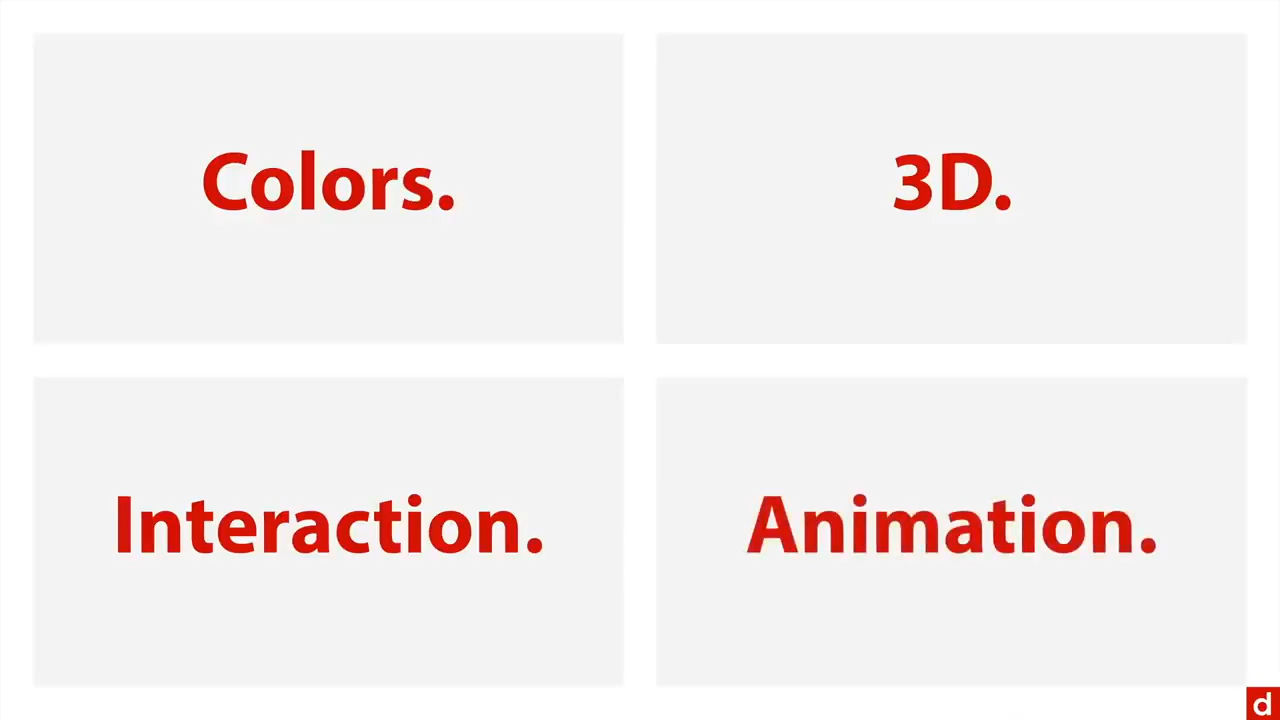 Colors.
3D.
Interaction.
Animation.
d